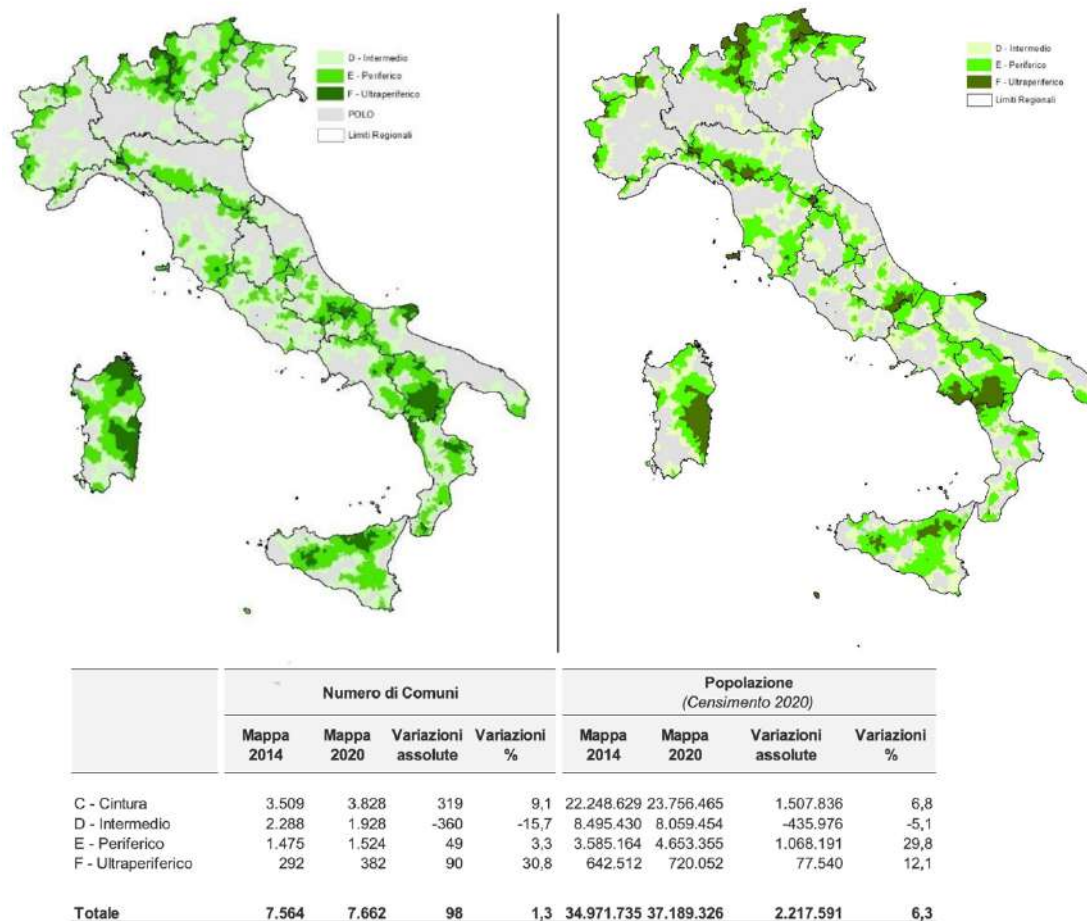 D - Intermedio
E - Periferico
F - Ultraperiferico
POLO
Limiti Regionali
D - Intermedio
E - Periferico
F - Ultraperiferico
Limiti Regionali
Numero di Comuni Popolazione
(Censimento 2020)
Mappa 2014 Mappa 2020 Variazioni assolute Variazioni % Mappa 2014 Mappa 2020 Variazioni assolute Variazioni %
C - Cintura 3.509 3.828 319 9,1 22.248.629 23.756.465 1.507.836 6,8
D - Intermedio 2.288 1.928 -360 -15,7 8.495.430 8.059.454 -435.976 -5,1
E - Periferico 1.475 1.524 49 3,3 3.585.164 4.653.355 1.068.191 29,8
F - Ultraperiferico 292 382 90 30,8 642.512 720.052 77.540 12,1
Totale 7.564 7.662 98 1,3 34.971.735 37.189.326 2.217.591 6,3